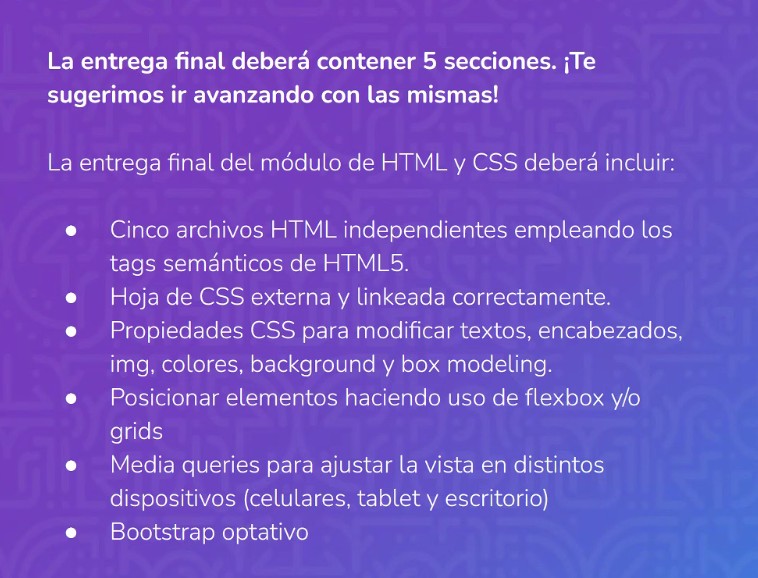 La entrega final deberá contener 5 secciones. ¡Te
sugerimos ir avanzando con las mismas!
La entrega final del módulo de HTML y CSS deberá incluir:
● Cinco archivos HTML independientes empleando los
tags semánticos de HTML5.
● Hoja de CSS externa y linkeada correctamente.
● Propiedades CSS para modificar textos, encabezados,
img, colores, background y box modeling.
● Posicionar elementos haciendo uso de flexbox y/o
grids
● Media queries para ajustar la vista en distintos
dispositivos (celulares, tablet y escritorio)
● Bootstrap optativo